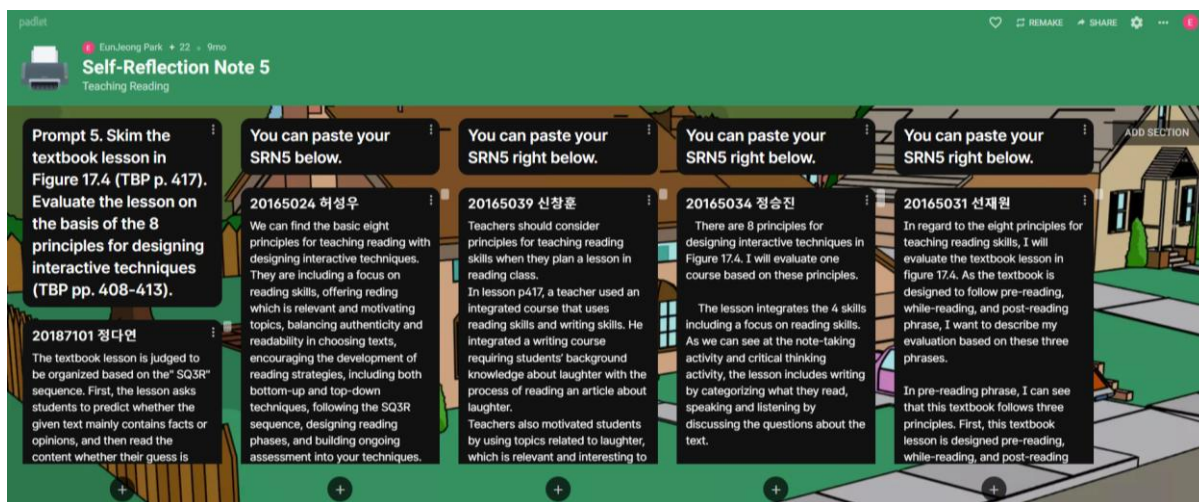 padlet
REMAKE
SHARE
E
E
EunJeong Park + 22 • 9mo
Self-Reflection Note 5
Teaching Reading
ADD SECTION
Prompt 5. Skim the
textbook lesson in
Figure 17.4 (TBP p. 417).
Evaluate the lesson on
the basis of the 8
principles for designing
interactive techniques
(TBP pp. 408-413).
20187101 정다연
The textbook lesson is judged to
be organized based on the" SQ3R"
sequence. First, the lesson asks
students to predict whether the
given text mainly contains facts or
opinions, and then read the
content whether their guess is
You can paste your
SRN5 below.
20165024 허성우
We can find the basic eight
principles for teaching reading with
designing interactive techniques.
They are including a focus on
reading skills, offering reding
which is relevant and motivating
topics, balancing authenticity and
readability in choosing texts,
encouraging the development of
reading strategies, including both
bottom-up and top-down
techniques, following the SQ3R
sequence, designing reading
phases, and building ongoing
assessment into your techniques.
You can paste your
SRN5 right below.
20165039 신창훈
Teachers should consider
principles for teaching reading
skills when they plan a lesson in
reading class.
In lesson p417, a teacher used an
integrated course that uses
reading skills and writing skills. He
integrated a writing course
requiring students' background
knowledge about laughter with the
process of reading an article about
laughter.
Teachers also motivated students
by using topics related to laughter,
which is relevant and interesting to
You can paste your
SRN5 right below.
20165034 정승진
There are 8 principles for
designing interactive techniques in
Figure 17.4. I will evaluate one
course based on these principles.
The lesson integrates the 4 skills
including a focus on reading skills.
As we can see at the note-taking
activity and critical thinking
activity, the lesson includes writing
by categorizing what they read,
speaking and listening by
discussing the questions about the
text.
You can paste your
SRN5 right below.
20165031 선재원
In regard to the eight principles for
teaching reading skills, I will
evaluate the textbook lesson in
figure 17.4. As the textbook is
designed to follow pre-reading,
while-reading, and post-reading
phrase, I want to describe my
evaluation based on these three
phrases.
In pre-reading phrase, I can see
that this textbook follows three
principles. First, this textbook
lesson is designed pre-reading,
while-reading, and post-reading